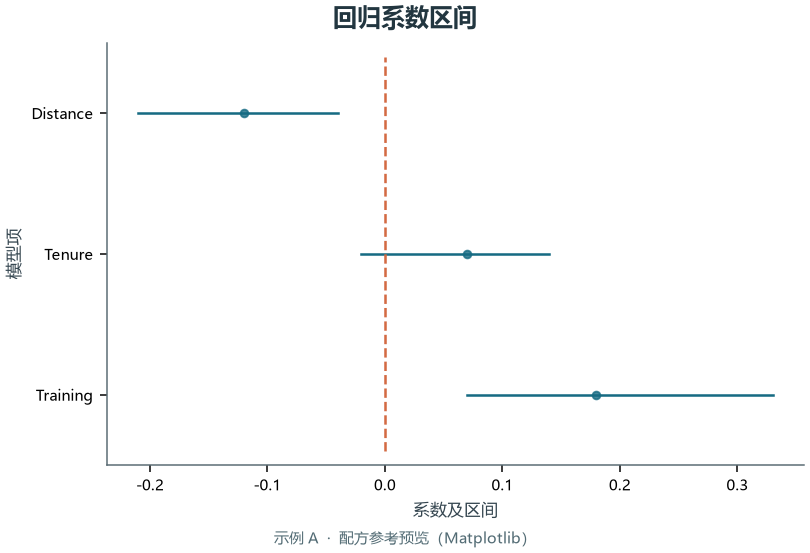 回归系数区间
Distance
Tenure
Training
模型项
-0.2 -0.1 0.0 0.1 0.2 0.3
系数及区间
示例 A · 配方参考预览（Matplotlib）